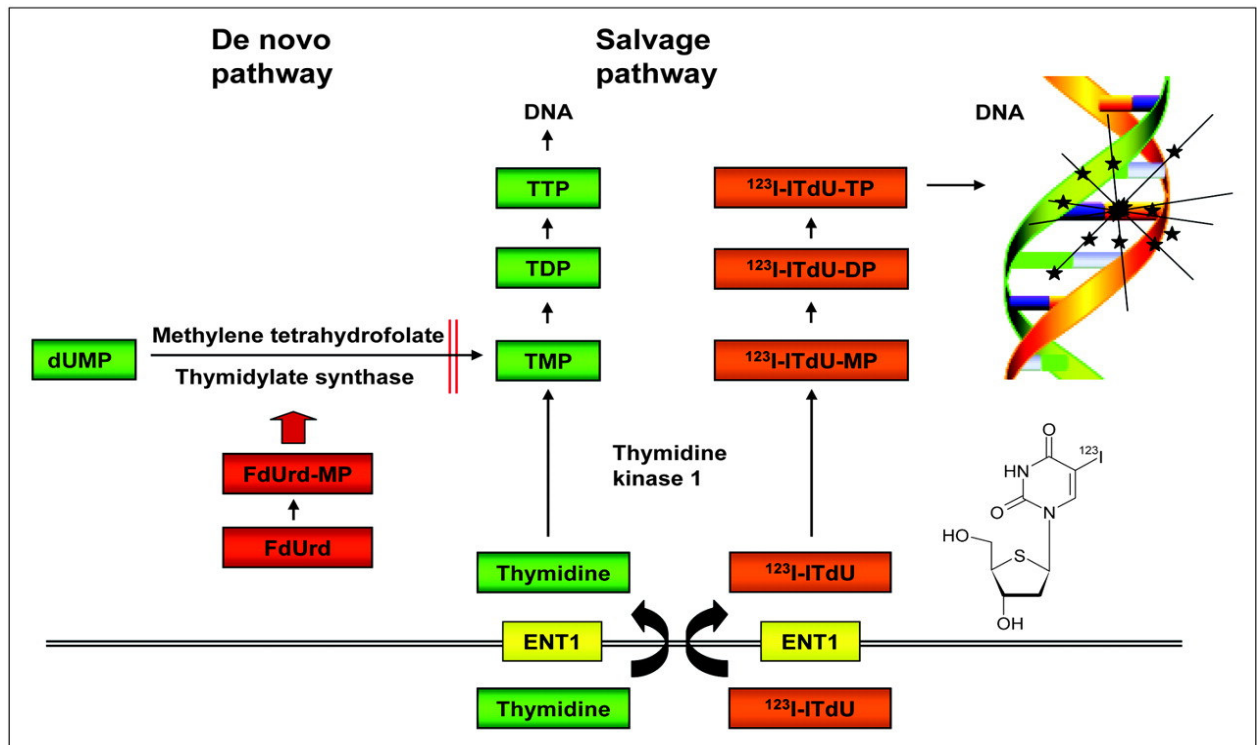 De novo
pathway
Salvage
pathway
DNA
DNA
TTP
¹²³I-ITdU-TP
TDP
¹²³I-ITdU-DP
Methylene tetrahydrofolate
dUMP
TMP
¹²³I-ITdU-MP
Thymidylate synthase
Thymidine
kinase 1
FdUrd-MP
FdUrd
O
¹²³I
HN
O
N
HO
S
OH
Thymidine
¹²³I-ITdU
ENT1
ENT1
Thymidine
¹²³I-ITdU